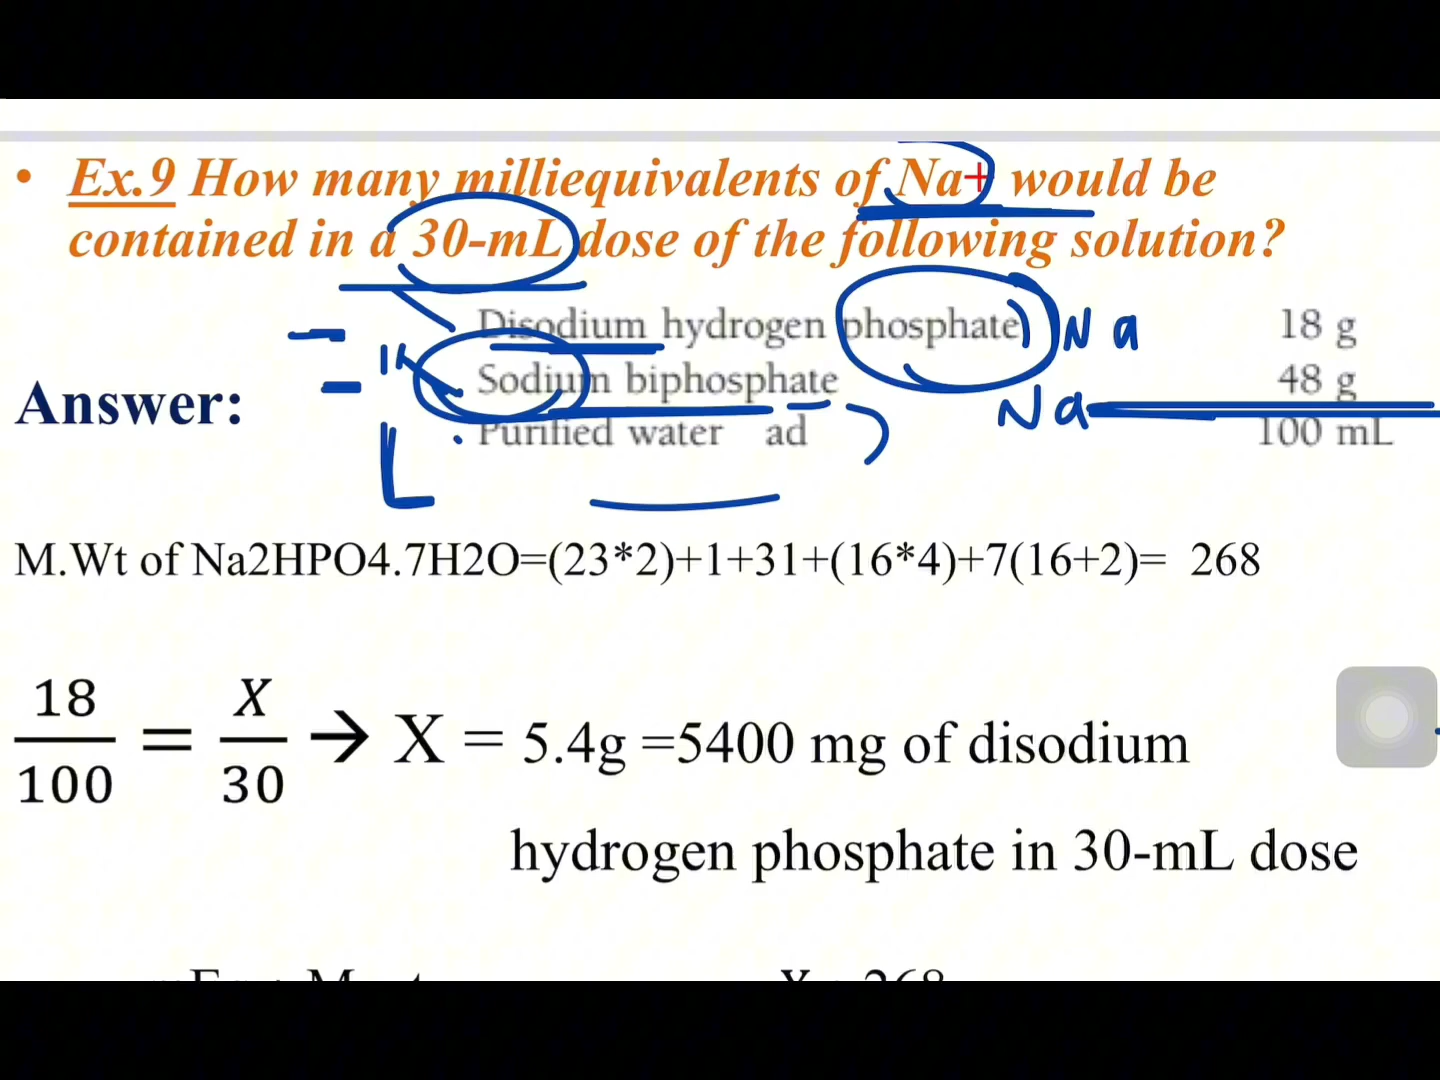 • Ex.9 How many milliequivalents of Na+ would be
contained in a 30-mL dose of the following solution?
Disodium hydrogen phosphate Na 18 g
Sodium biphosphate 48 g
Na
Answer:
Purified water ad 100 mL
M.Wt of Na2HPO4.7H2O=(23*2)+1+31+(16*4)+7(16+2)= 268
18/100 = X/30 → X = 5.4g =5400 mg of disodium
hydrogen phosphate in 30-mL dose